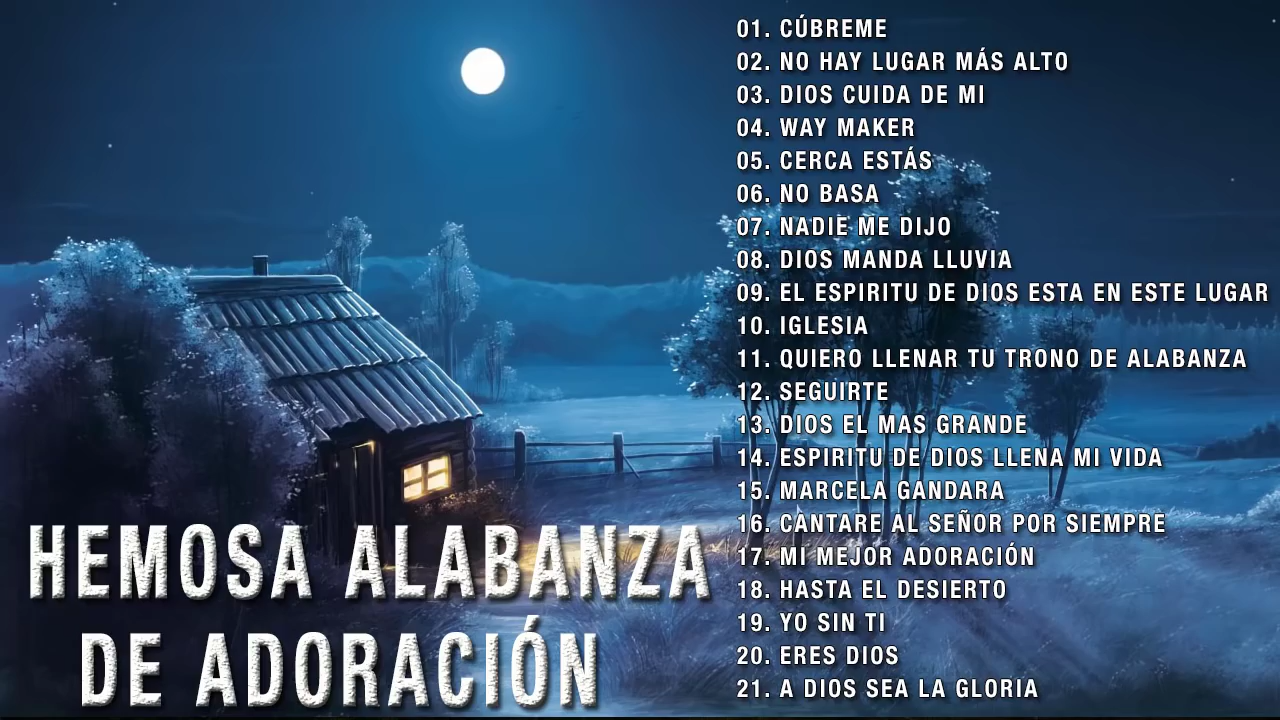 01. CÚBREME
02. NO HAY LUGAR MÁS ALTO
03. DIOS CUIDA DE MI
04. WAY MAKER
05. CERCA ESTÁS
06. NO BASA
07. NADIE ME DIJO
08. DIOS MANDA LLUVIA
09. EL ESPIRITU DE DIOS ESTA EN ESTE LUGAR
10. IGLESIA
11. QUIERO LLENAR TU TRONO DE ALABANZA
12. SEGUIRTE
13. DIOS EL MAS GRANDE
14. ESPIRITU DE DIOS LLENA MI VIDA
15. MARCELA GANDARA
16. CANTARE AL SEÑOR POR SIEMPRE
17. MI MEJOR ADORACIÓN
18. HASTA EL DESIERTO
19. YO SIN TI
20. ERES DIOS
21. A DIOS SEA LA GLORIA
HEMOSA ALABANZA
DE ADORACIÓN